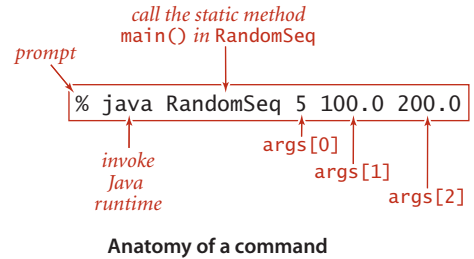 call the static method
main() in RandomSeq
prompt
% java RandomSeq 5 100.0 200.0
invoke
Java
runtime
args[0]
args[1]
args[2]
Anatomy of a command